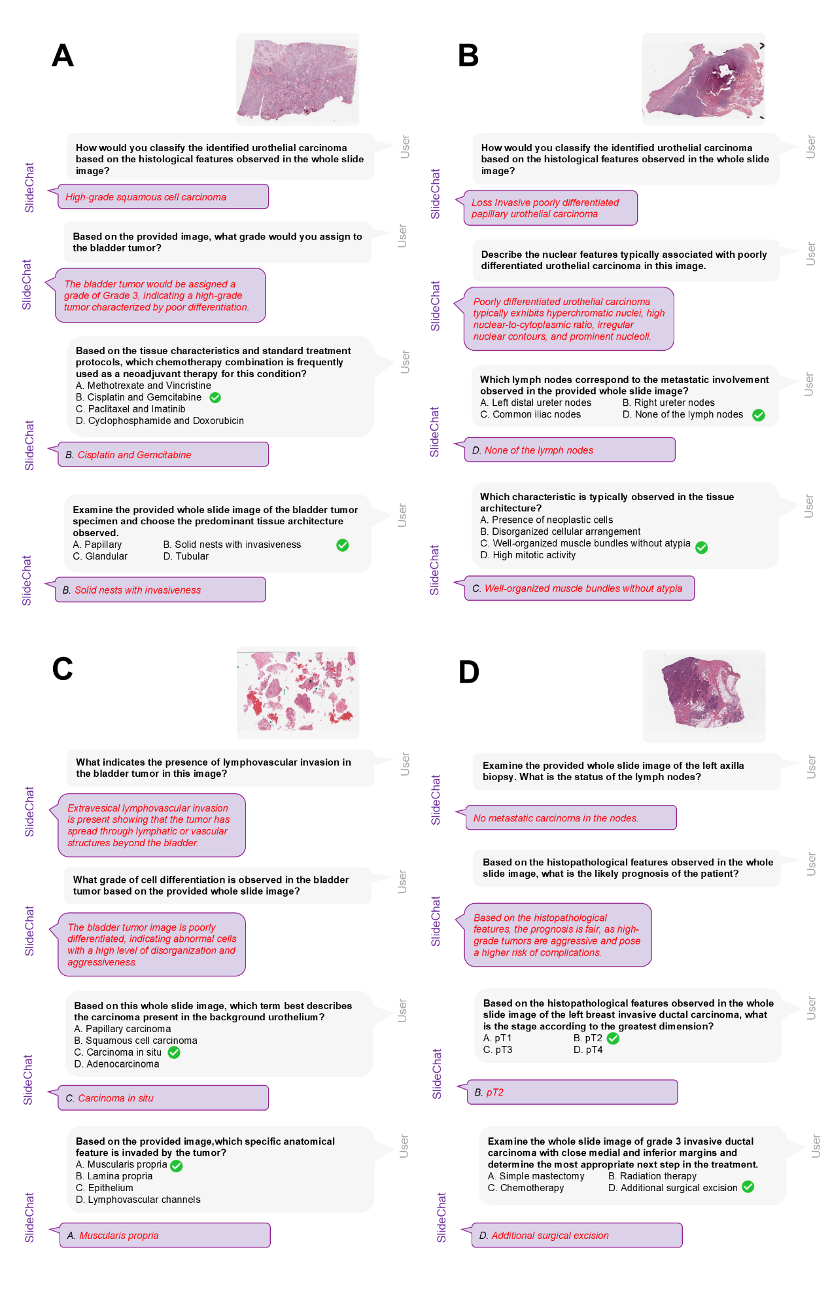 A
User
How would you classify the identified urothelial carcinoma
based on the histological features observed in the whole slide
image?
SlideChat
High-grade squamous cell carcinoma
User
Based on the provided image, what grade would you assign to
the bladder tumor?
SlideChat
The bladder tumor would be assigned a
grade of Grade 3, indicating a high-grade
tumor characterized by poor differentiation.
User
Based on the tissue characteristics and standard treatment
protocols, which chemotherapy combination is frequently
used as a neoadjuvant therapy for this condition?
A. Methotrexate and Vincristine
B. Cisplatin and Gemcitabine
C. Paclitaxel and Imatinib
D. Cyclophosphamide and Doxorubicin
SlideChat
B. Cisplatin and Gemcitabine
User
Examine the provided whole slide image of the bladder tumor
specimen and choose the predominant tissue architecture
observed.
A. Papillary B. Solid nests with invasiveness
C. Glandular D. Tubular
SlideChat
B. Solid nests with invasiveness
B
User
How would you classify the identified urothelial carcinoma
based on the histological features observed in the whole slide
image?
SlideChat
Loss Invasive poorly differentiated
papillary urothelial carcinoma
User
Describe the nuclear features typically associated with poorly
differentiated urothelial carcinoma in this image.
SlideChat
Poorly differentiated urothelial carcinoma
typically exhibits hyperchromatic nuclei, high
nuclear-to-cytoplasmic ratio, irregular
nuclear contours, and prominent nucleoli.
User
Which lymph nodes correspond to the metastatic involvement
observed in the provided whole slide image?
A. Left distal ureter nodes B. Right ureter nodes
C. Common iliac nodes D. None of the lymph nodes
SlideChat
D. None of the lymph nodes
User
Which characteristic is typically observed in the tissue
architecture?
A. Presence of neoplastic cells
B. Disorganized cellular arrangement
C. Well-organized muscle bundles without atypia
D. High mitotic activity
SlideChat
C. Well-organized muscle bundles without atypia
C
User
What indicates the presence of lymphovascular invasion in
the bladder tumor in this image?
SlideChat
Extravesical lymphovascular invasion
is present showing that the tumor has
spread through lymphatic or vascular
structures beyond the bladder.
User
What grade of cell differentiation is observed in the bladder
tumor based on the provided whole slide image?
SlideChat
The bladder tumor image is poorly
differentiated, indicating abnormal cells
with a high level of disorganization and
aggressiveness.
User
Based on this whole slide image, which term best describes
the carcinoma present in the background urothelium?
A. Papillary carcinoma
B. Squamous cell carcinoma
C. Carcinoma in situ
D. Adenocarcinoma
SlideChat
C. Carcinoma in situ
User
Based on the provided image,which specific anatomical
feature is invaded by the tumor?
A. Muscularis propria
B. Lamina propria
C. Epithelium
D. Lymphovascular channels
SlideChat
A. Muscularis propria
D
User
Examine the provided whole slide image of the left axilla
biopsy. What is the status of the lymph nodes?
SlideChat
No metastatic carcinoma in the nodes.
User
Based on the histopathological features observed in the whole
slide image, what is the likely prognosis of the patient?
SlideChat
Based on the histopathological
features, the prognosis is fair, as high-
grade tumors are aggressive and pose
a higher risk of complications.
User
Based on the histopathological features observed in the whole
slide image of the left breast invasive ductal carcinoma, what
is the stage according to the greatest dimension?
A. pT1 B. pT2
C. pT3 D. pT4
SlideChat
B. pT2
User
Examine the whole slide image of grade 3 invasive ductal
carcinoma with close medial and inferior margins and
determine the most appropriate next step in the treatment.
A. Simple mastectomy B. Radiation therapy
C. Chemotherapy D. Additional surgical excision
SlideChat
D. Additional surgical excision